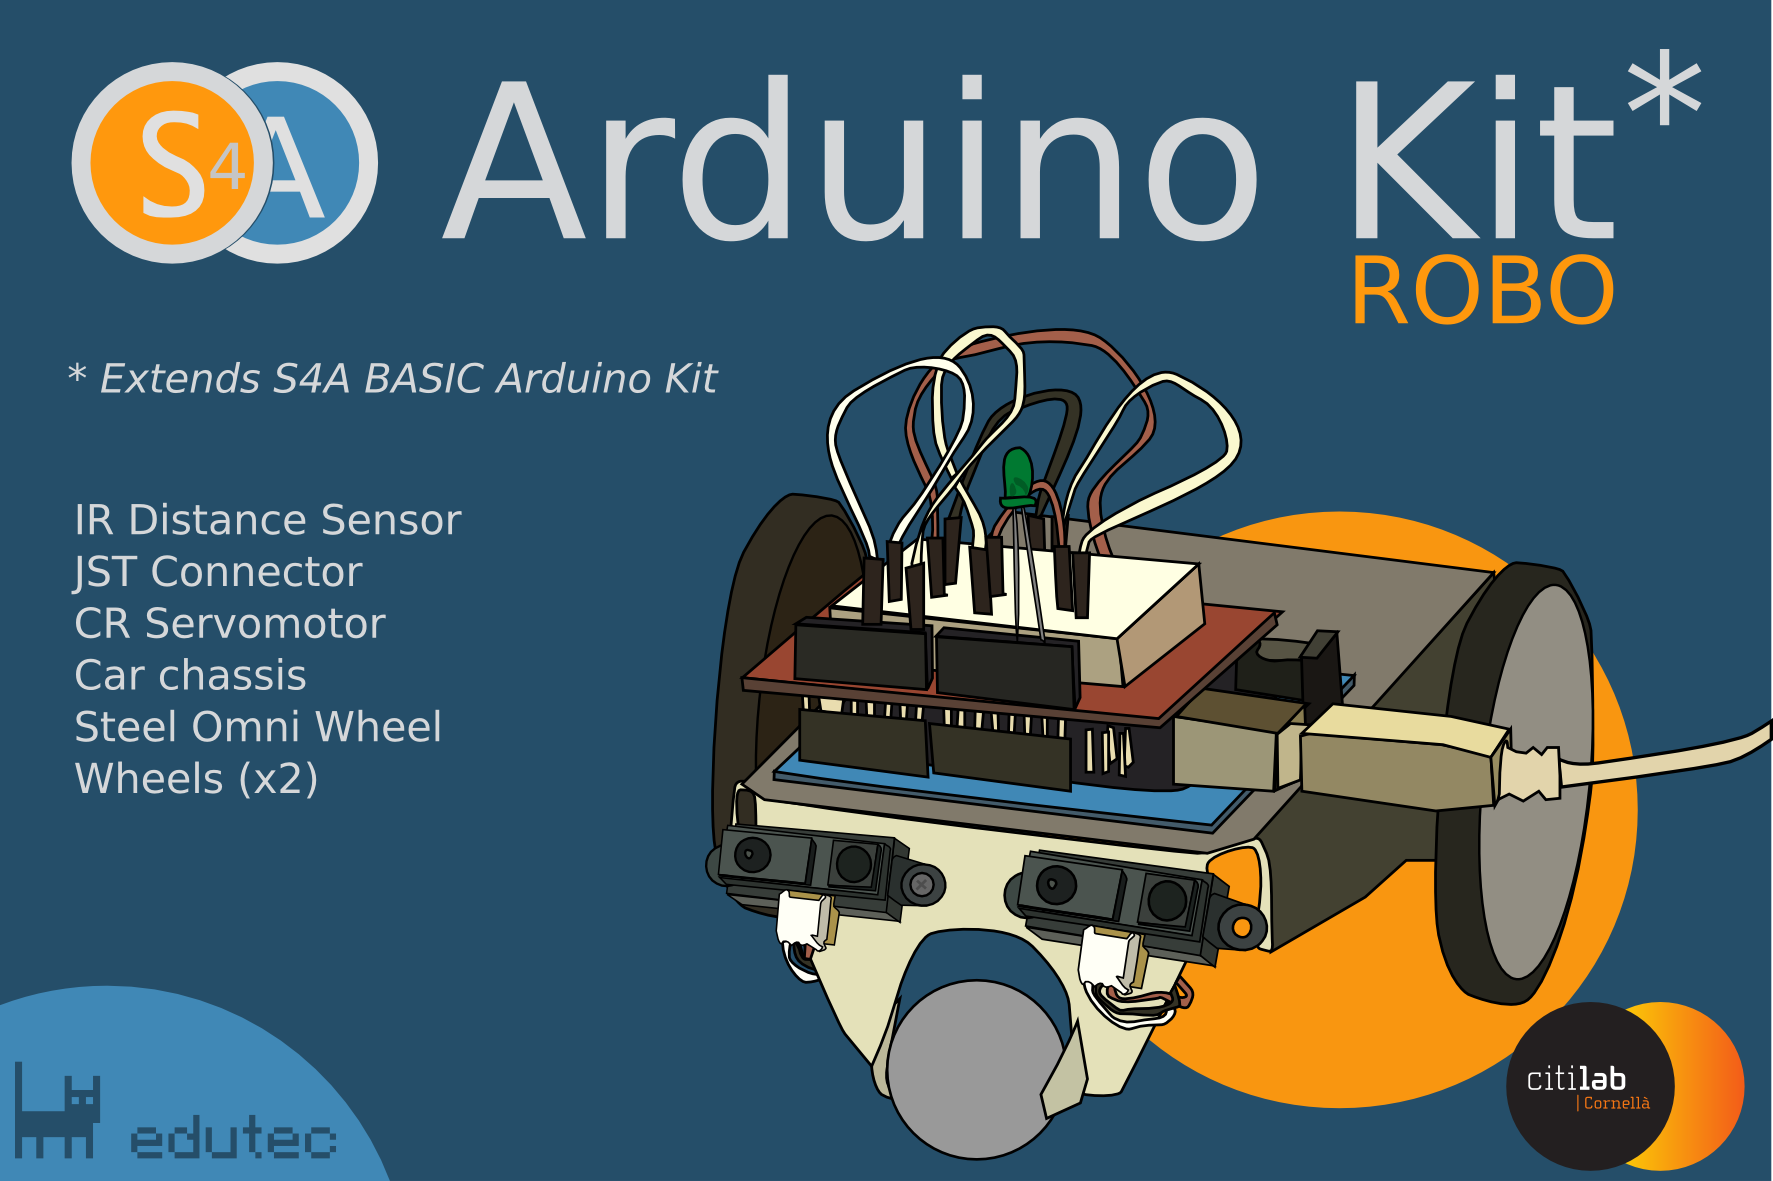 S4A Arduino Kit*
ROBO
* Extends S4A BASIC Arduino Kit
IR Distance Sensor
JST Connector
CR Servomotor
Car chassis
Steel Omni Wheel
Wheels (x2)
edutec
citilab
|Cornellà